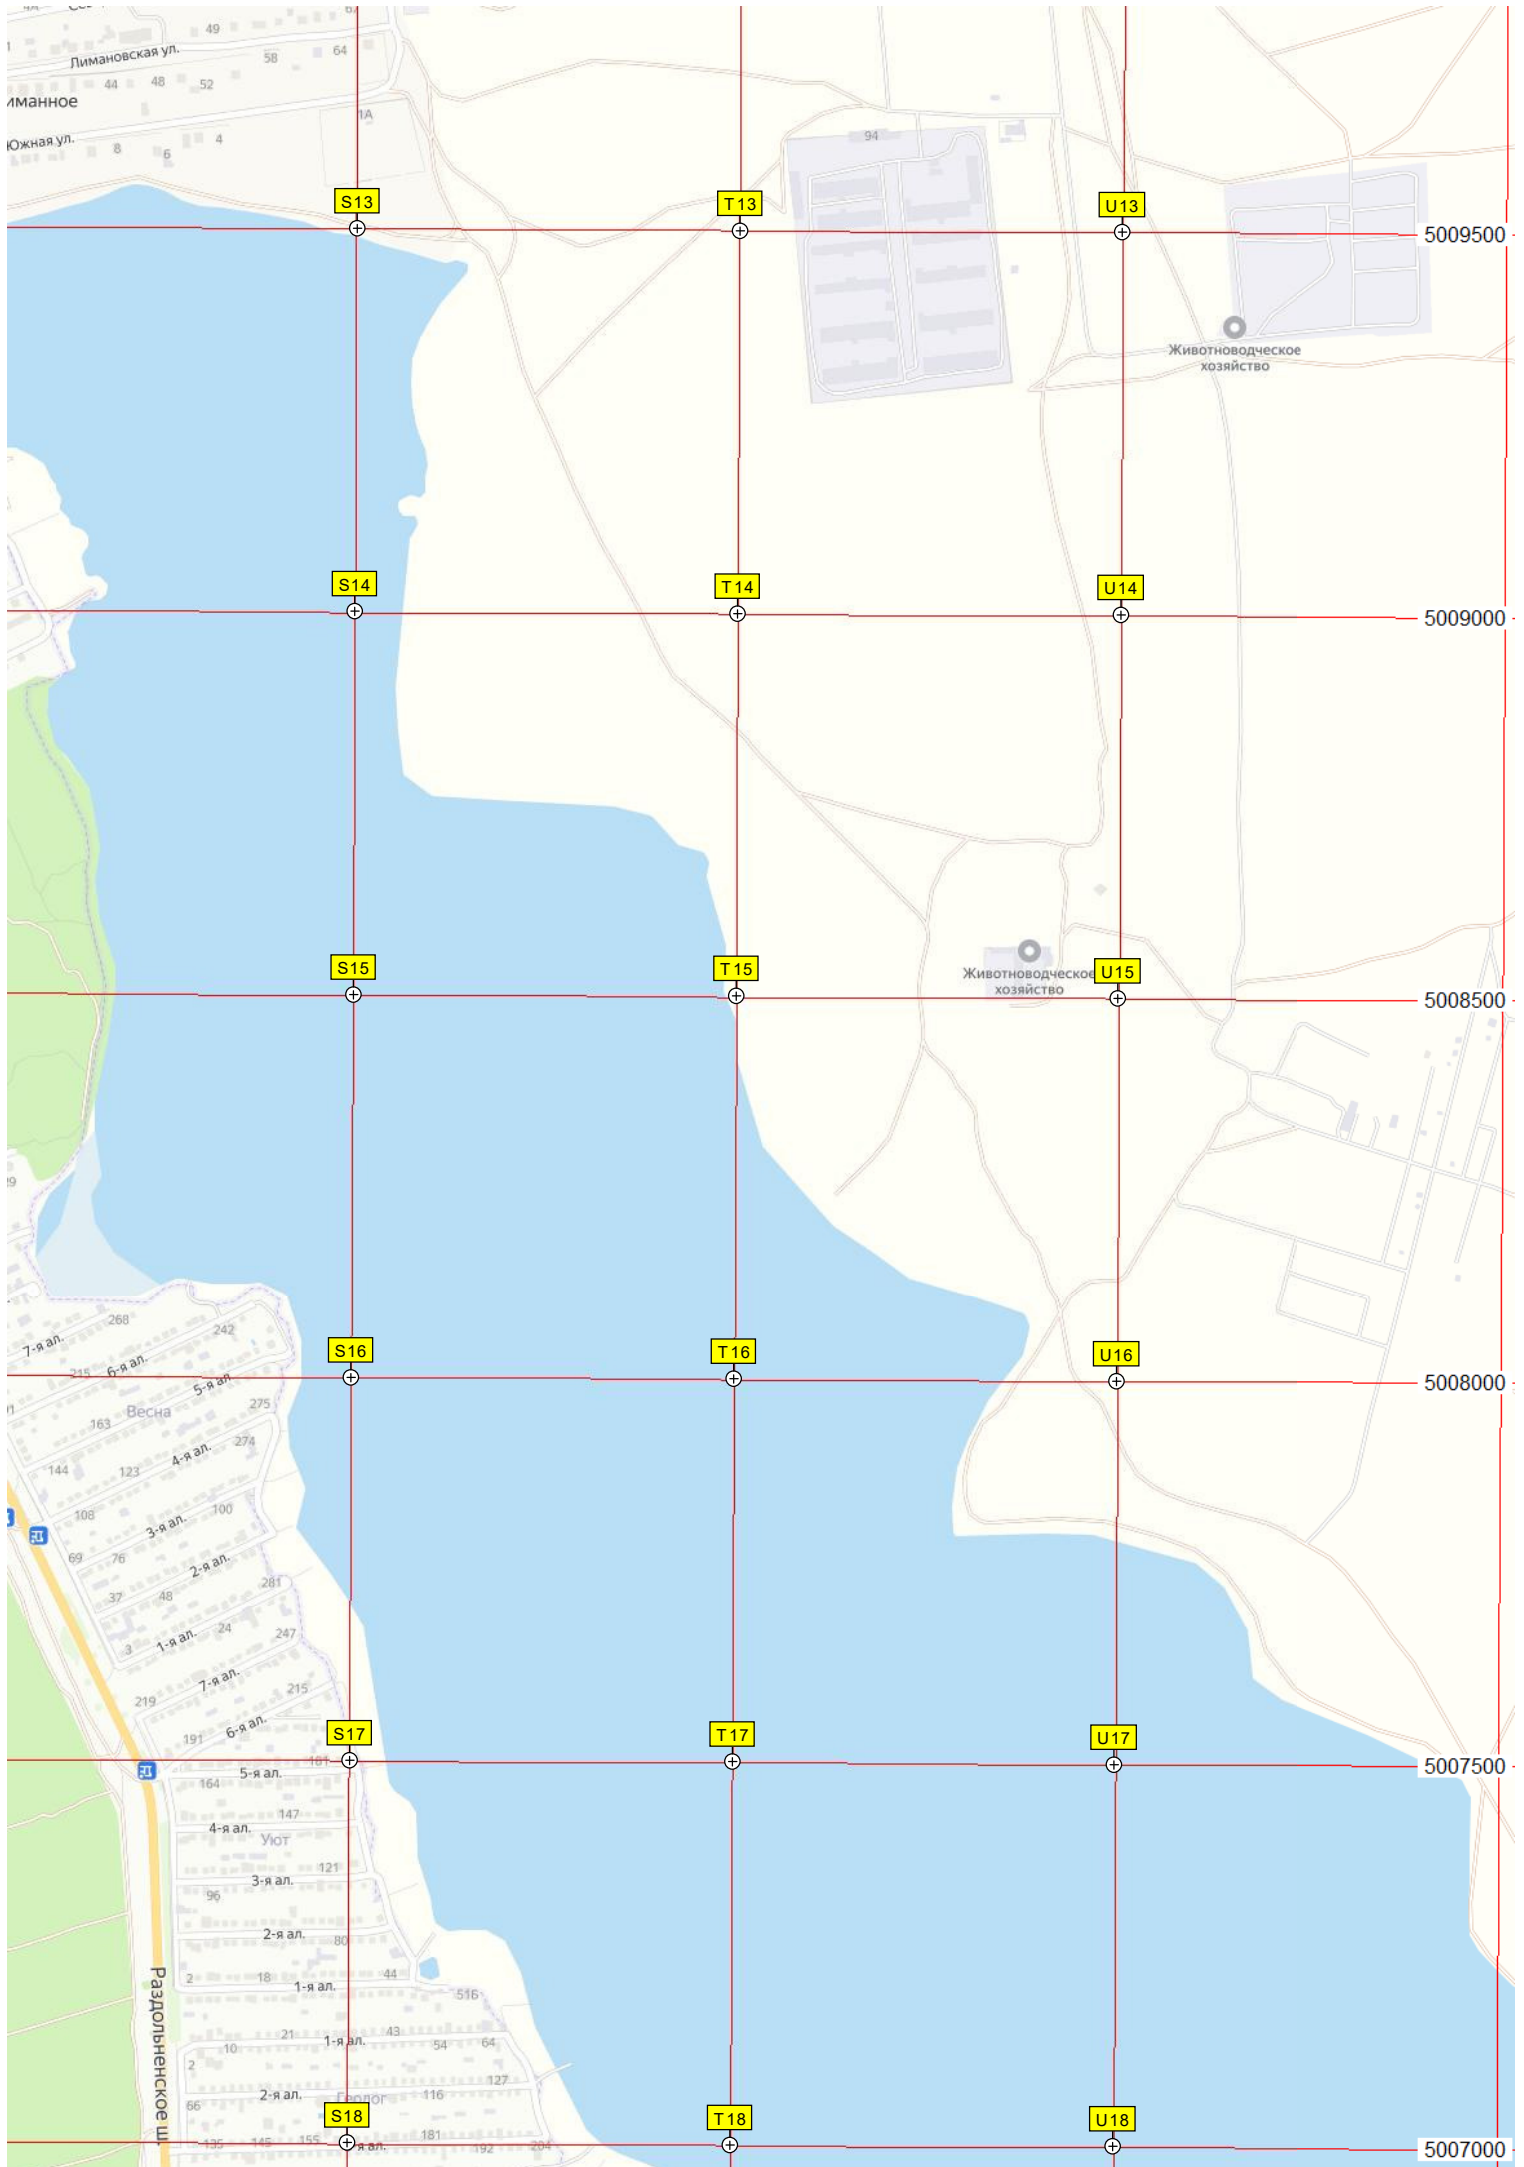 49
67
Лимановская ул.
58
64
44
48
52
иманное
1А
Южная ул.
8
6
4
94
S13
T13
U13
5009500
Животноводческое
хозяйство
S14
T14
U14
5009000
S15
T15
U15
Животноводческое
хозяйство
5008500
268
242
7-я ал.
215
6-я ал.
5-я ал.
S16
T16
U16
5008000
Весна
275
163
274
4-я ал.
144
123
108
100
3-я ал.
69
76
2-я ал.
281
37
48
24
247
3
1-я ал.
7-я ал.
215
219
6-я ал.
191
S17
T17
U17
181
5-я ал.
164
5007500
147
4-я ал.
Уют
121
3-я ал.
96
2-я ал.
80
2
18
44
1-я ал.
516
Раздольненское ш.
21
43
1-я ал.
10
54
64
2
127
2-я ал.
Геолог
116
66
S18
T18
U18
181
135
145
155
я ал.
192
204
5007000